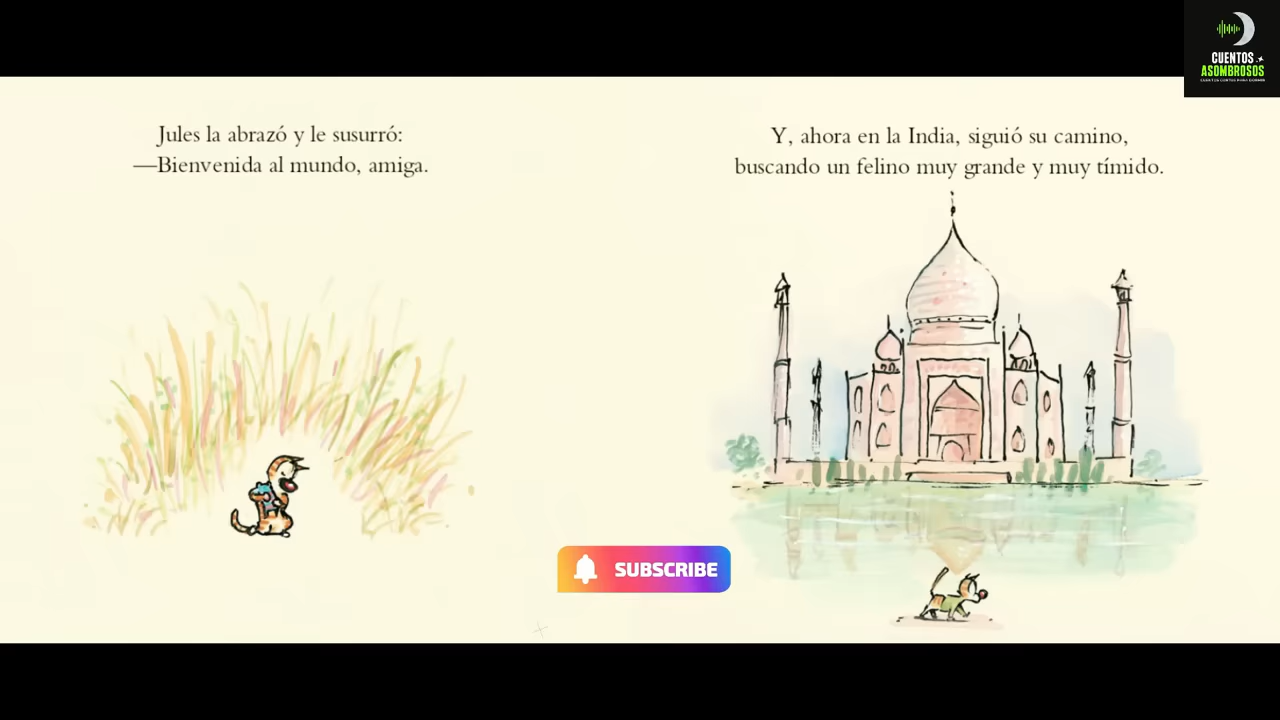 CUENTOS
ASOMBROSOS
Jules la abrazó y le susurró:
—Bienvenida al mundo, amiga.
Y, ahora en la India, siguió su camino,
buscando un felino muy grande y muy tímido.
SUBSCRIBE